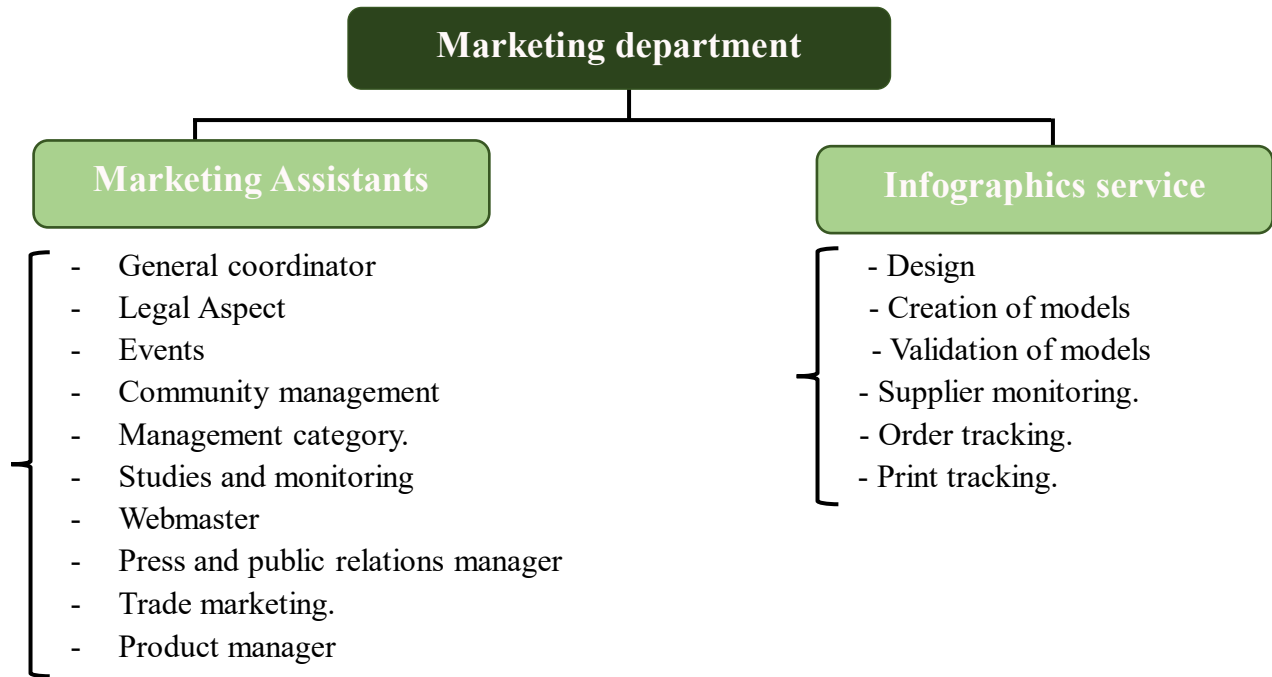 Marketing department
Marketing Assistants
- General coordinator
- Legal Aspect
- Events
- Community management
- Management category.
- Studies and monitoring
- Webmaster
- Press and public relations manager
- Trade marketing.
- Product manager
Infographics service
- Design
- Creation of models
- Validation of models
- Supplier monitoring.
- Order tracking.
- Print tracking.